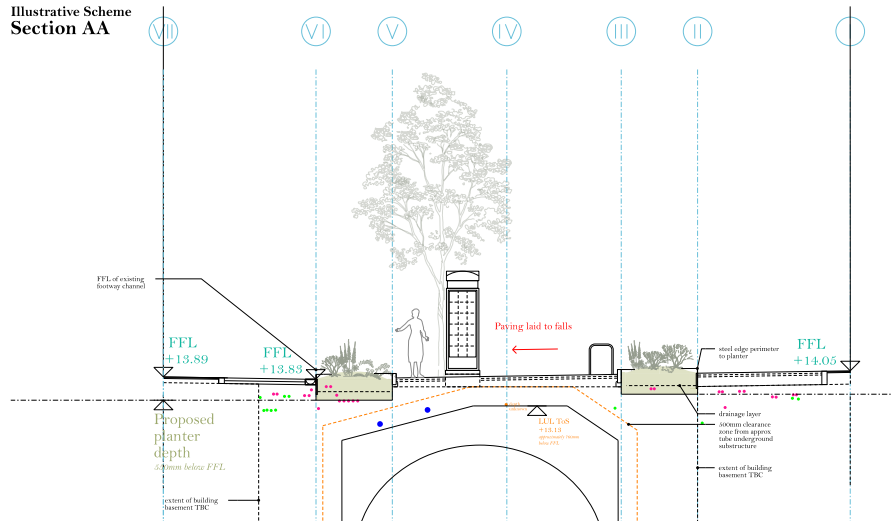 Illustrative Scheme
Section AA
VII
VI
V
IV
III
II
I
FFL of existing
footway channel
Paving laid to falls
FFL
+13.89
FFL
+13.83
FFL
+14.05
steel edge perimeter
to planter
Proposed
planter
depth
below FFL
LUL ToS
+13.13
drainage layer
500mm clearance
zone from approx
tube underground
substructure
extent of building
basement TBC
extent of building
basement TBC